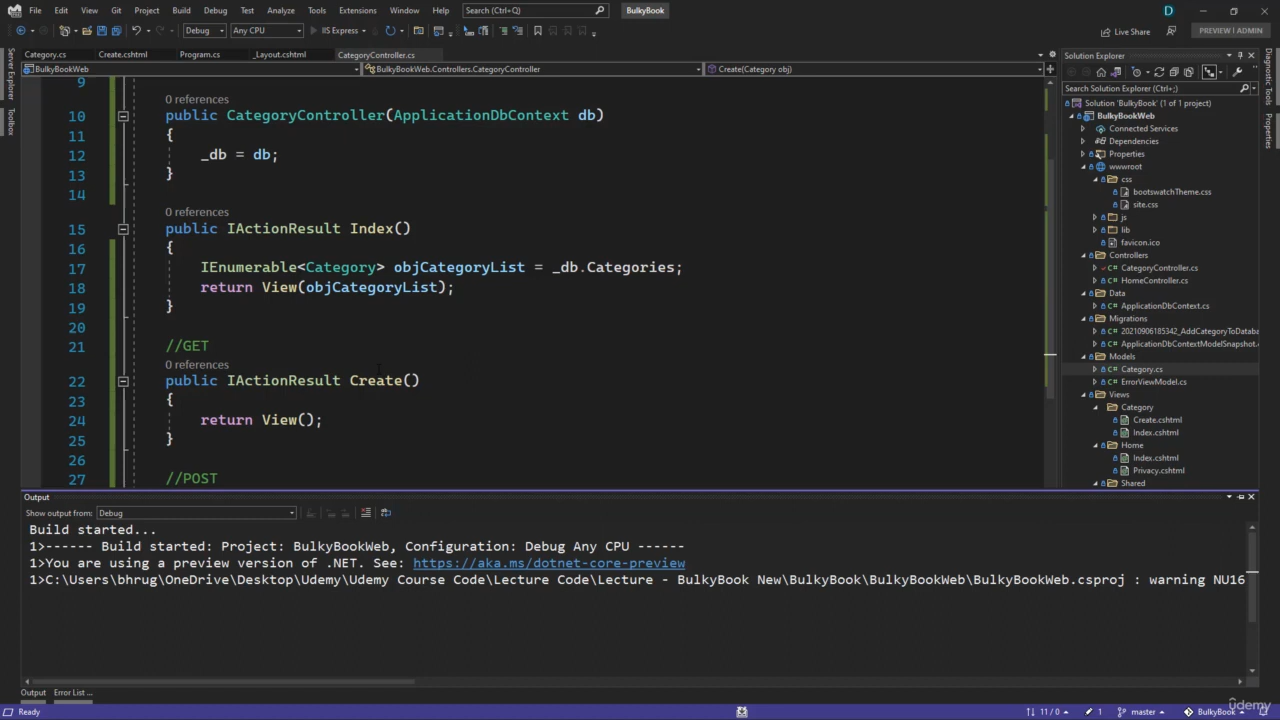 File Edit View Git Project Build Debug Test Analyze Tools Extensions Window Help Search (Ctrl+Q) BulkyBook D
Debug Any CPU IIS Express Live Share PREVIEW | ADMIN
Category.cs Create.cshtml _Layout.cshtml Program.cs CategoryController.cs
BulkyBookWeb BulkyBookWeb.Controllers.CategoryController Create(Category obj)
Server Explorer
Toolbox
9
0 references
10 public CategoryController(ApplicationDbContext db)
11 {
12 _db = db;
13 }
14
0 references
15 public IActionResult Index()
16 {
17 IEnumerable<Category> objCategoryList = _db.Categories;
18 return View(objCategoryList);
19 }
20
21 //GET
0 references
22 public IActionResult Create()
23 {
24 return View();
25 }
26
27 //POST
Solution Explorer
Search Solution Explorer (Ctrl+;)
Solution 'BulkyBook' (1 of 1 project)
BulkyBookWeb
Connected Services
Dependencies
Properties
wwwroot
css
bootswatchTheme.css
site.css
js
lib
favicon.ico
Controllers
CategoryController.cs
HomeController.cs
Data
ApplicationDbContext.cs
Migrations
20210906185342_AddCategoryToDataba
ApplicationDbContextModelSnapshot.
Models
Category.cs
ErrorViewModel.cs
Views
Category
Create.cshtml
Index.cshtml
Home
Index.cshtml
Privacy.cshtml
Shared
Diagnostic Tools
Properties
Output
Show output from: Debug
Build started...
1>------ Build started: Project: BulkyBookWeb, Configuration: Debug Any CPU ------
1>You are using a preview version of .NET. See: https://aka.ms/dotnet-core-preview
1>C:\Users\bhrug\OneDrive\Desktop\Udemy\Udemy Course Code\Lecture Code\Lecture - BulkyBook New\BulkyBook\BulkyBookWeb\BulkyBookWeb.csproj : warning NU16
Output Error List ...
Ready 11 / 0 1 master BulkyBook
udemy